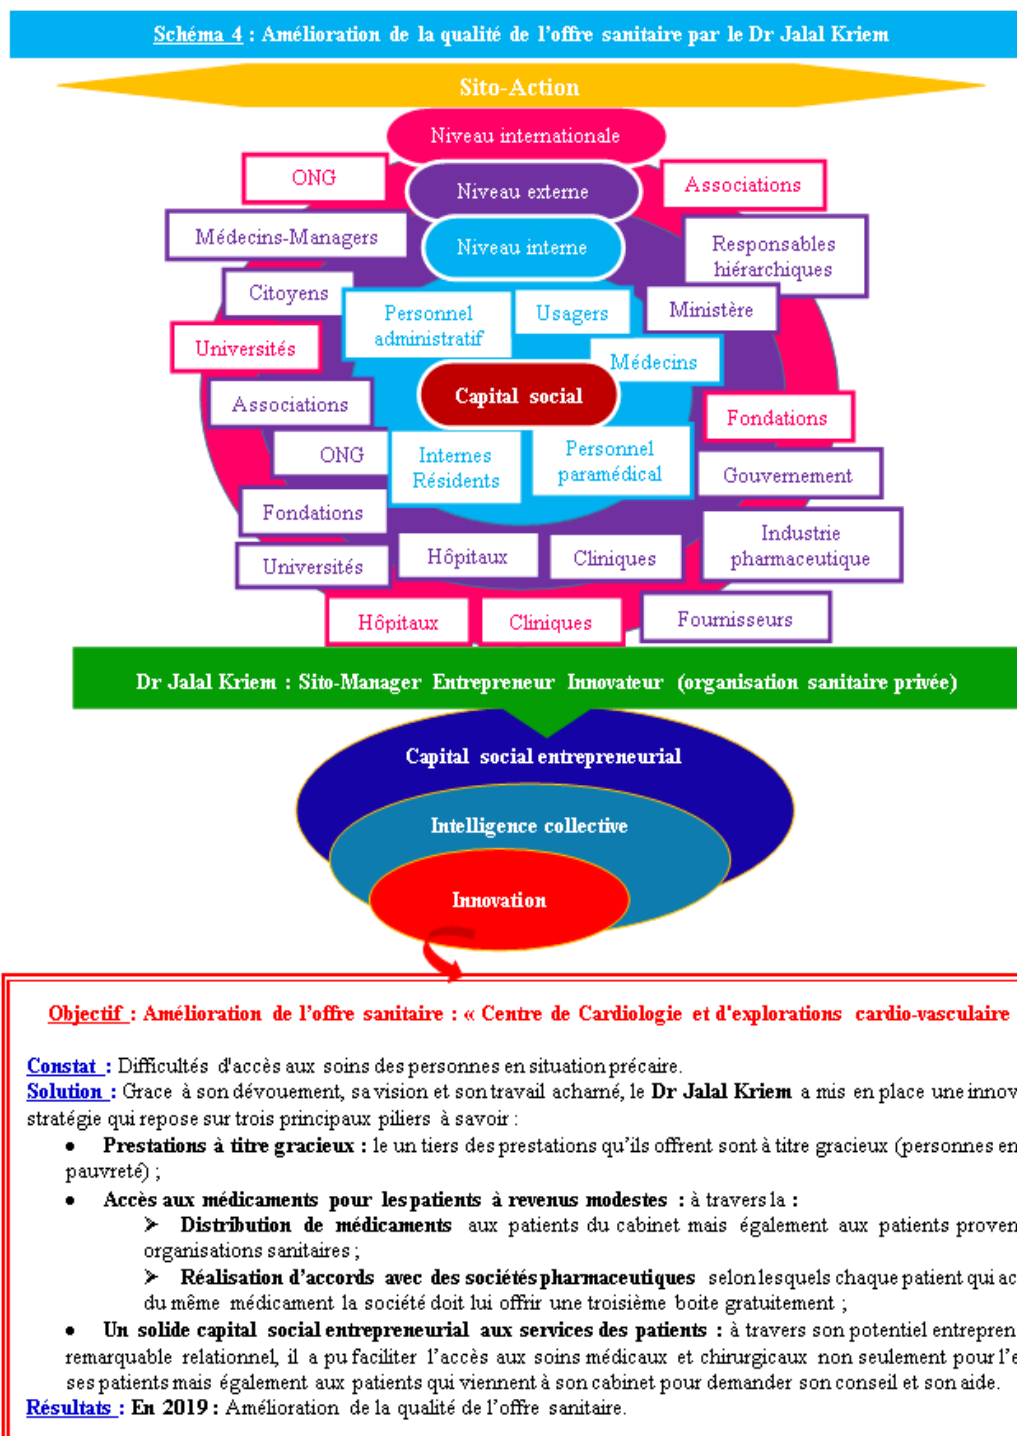 Schéma 4 : Amélioration de la qualité de l'offre sanitaire par le Dr Jalal Kriem
Sito-Action
Niveau internationale
ONG
Niveau externe
Associations
Médecins-Managers
Niveau interne
Responsables
hiérarchiques
Citoyens
Personnel
administratif
Usagers
Ministère
Universités
Médecins
Associations
Capital social
Fondations
ONG
Internes
Résidents
Personnel
paramédical
Gouvernement
Fondations
Industrie
pharmaceutique
Universités
Hôpitaux
Cliniques
Hôpitaux
Cliniques
Fournisseurs
Dr Jalal Kriem : Sito-Manager Entrepreneur Innovateur (organisation sanitaire privée)
Capital social entrepreneurial
Intelligence collective
Innovation
Objectif : Amélioration de l'offre sanitaire : « Centre de Cardiologie et d'explorations cardio-vasculaire
Constat : Difficultés d'accès aux soins des personnes en situation précaire.
Solution : Grace à son dévouement, sa vision et son travail acharné, le Dr Jalal Kriem a mis en place une innov
stratégie qui repose sur trois principaux piliers à savoir :
• Prestations à titre gracieux : le un tiers des prestations qu'ils offrent sont à titre gracieux (personnes en
pauvreté) ;
• Accès aux médicaments pour les patients à revenus modestes : à travers la :
➢ Distribution de médicaments aux patients du cabinet mais également aux patients proven
organisations sanitaires ;
➢ Réalisation d'accords avec des sociétés pharmaceutiques selon lesquels chaque patient qui ac
du même médicament la société doit lui offrir une troisième boite gratuitement ;
• Un solide capital social entrepreneurial aux services des patients : à travers son potentiel entrepren
remarquable relationnel, il a pu faciliter l'accès aux soins médicaux et chirurgicaux non seulement pour l'e
ses patients mais également aux patients qui viennent à son cabinet pour demander son conseil et son aide.
Résultats : En 2019 : Amélioration de la qualité de l'offre sanitaire.